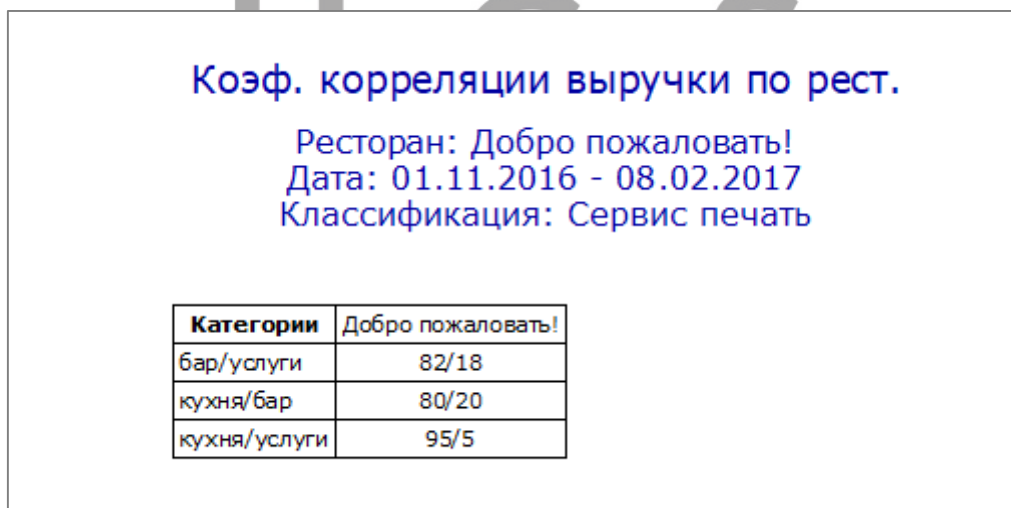 Коэф. корреляции выручки по рест.
Ресторан: Добро пожаловать!
Дата: 01.11.2016 - 08.02.2017
Классификация: Сервис печать
Категории Добро пожаловать!
бар/услуги 82/18
кухня/бар 80/20
кухня/услуги 95/5